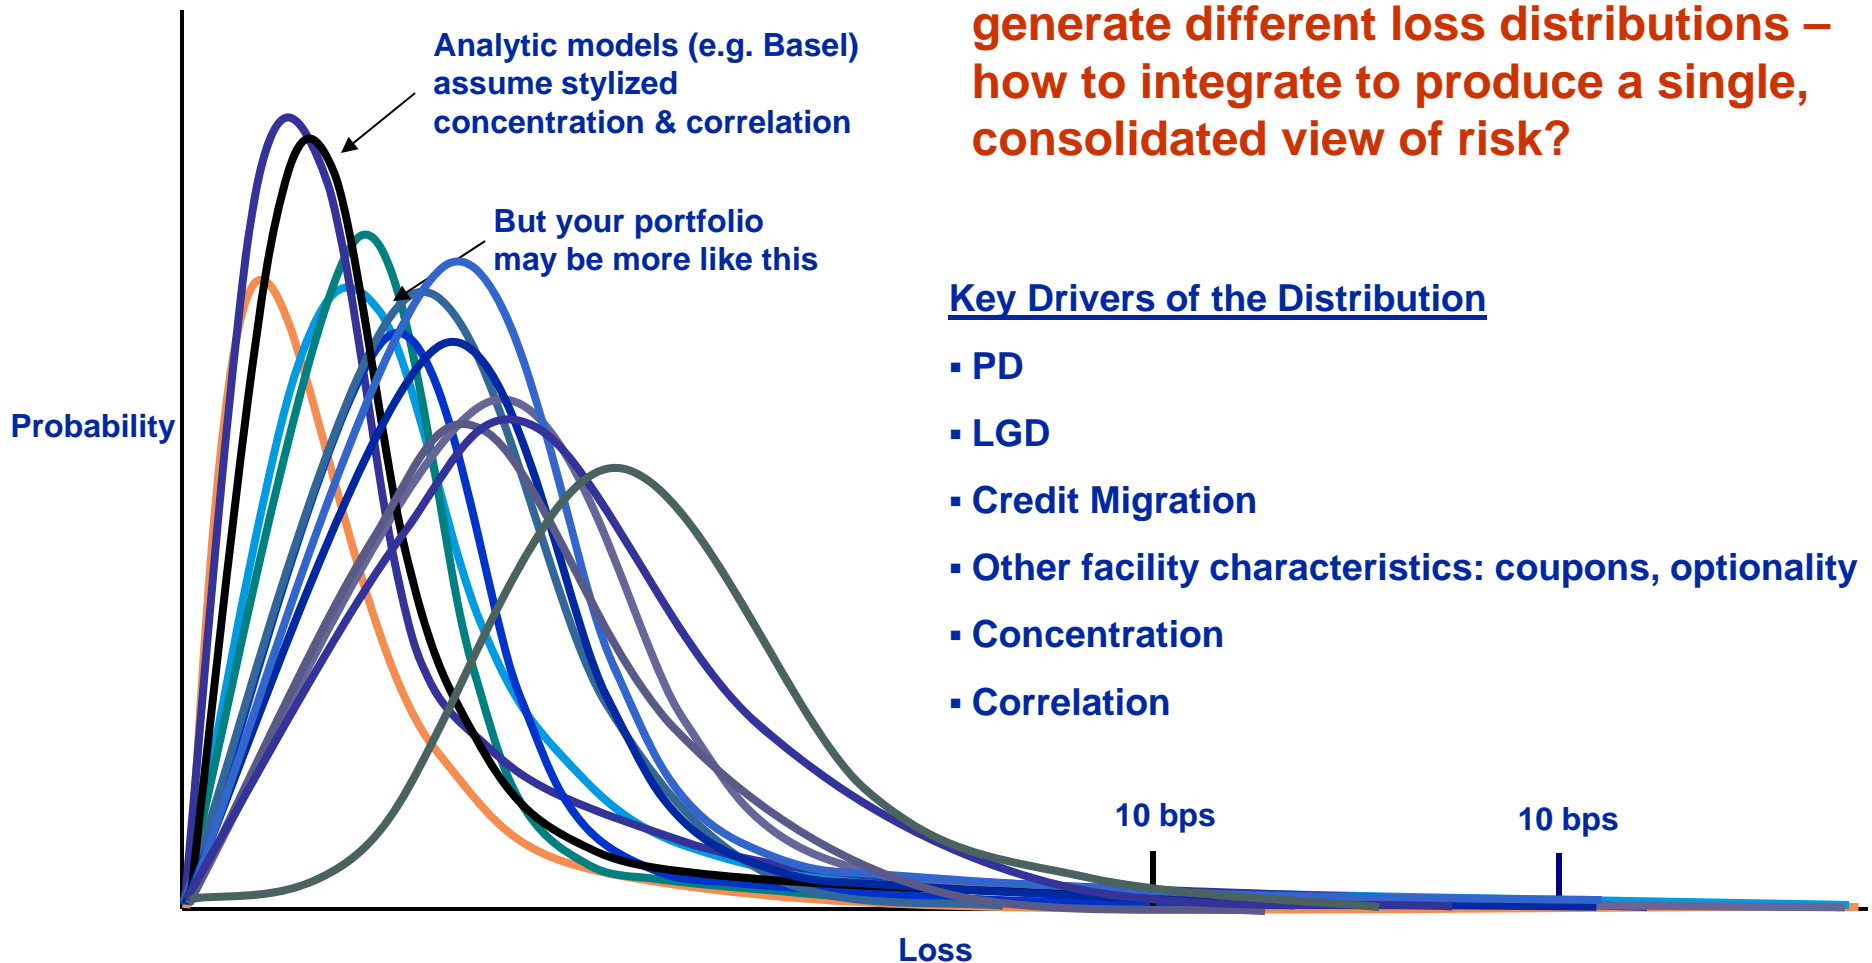 generate different loss distributions –
how to integrate to produce a single,
consolidated view of risk?
Analytic models (e.g. Basel)
assume stylized
concentration & correlation
But your portfolio
may be more like this
Key Drivers of the Distribution
▪ PD
▪ LGD
▪ Credit Migration
▪ Other facility characteristics: coupons, optionality
▪ Concentration
▪ Correlation
Probability
10 bps
10 bps
Loss